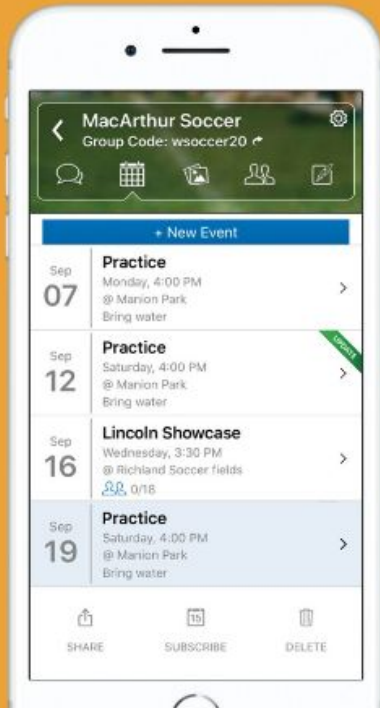 MacArthur Soccer
Group Code: wsoccer20
+ New Event
Sep
07
Practice
Monday, 4:00 PM
@ Manion Park
Bring water
UPDATE
Sep
12
Practice
Saturday, 4:00 PM
@ Manion Park
Bring water
Sep
16
Lincoln Showcase
Wednesday, 3:30 PM
@ Richland Soccer fields
0/18
Sep
19
Practice
Saturday, 4:00 PM
@ Manion Park
Bring water
15
SHARE
SUBSCRIBE
DELETE